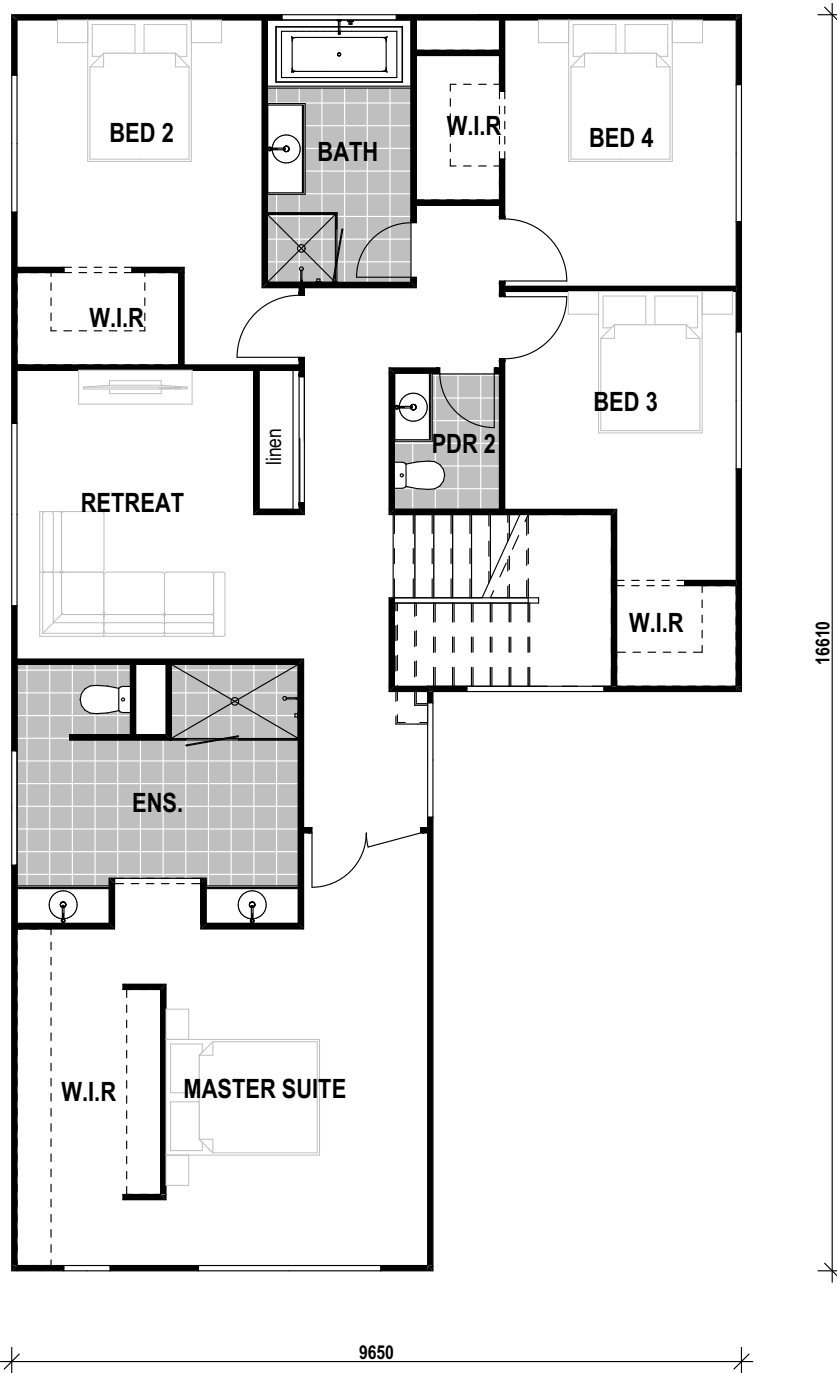 BED 2
BATH
W.I.R
BED 4
W.I.R
BED 3
linen
PDR 2
RETREAT
W.I.R
16610
ENS.
W.I.R
MASTER SUITE
9650